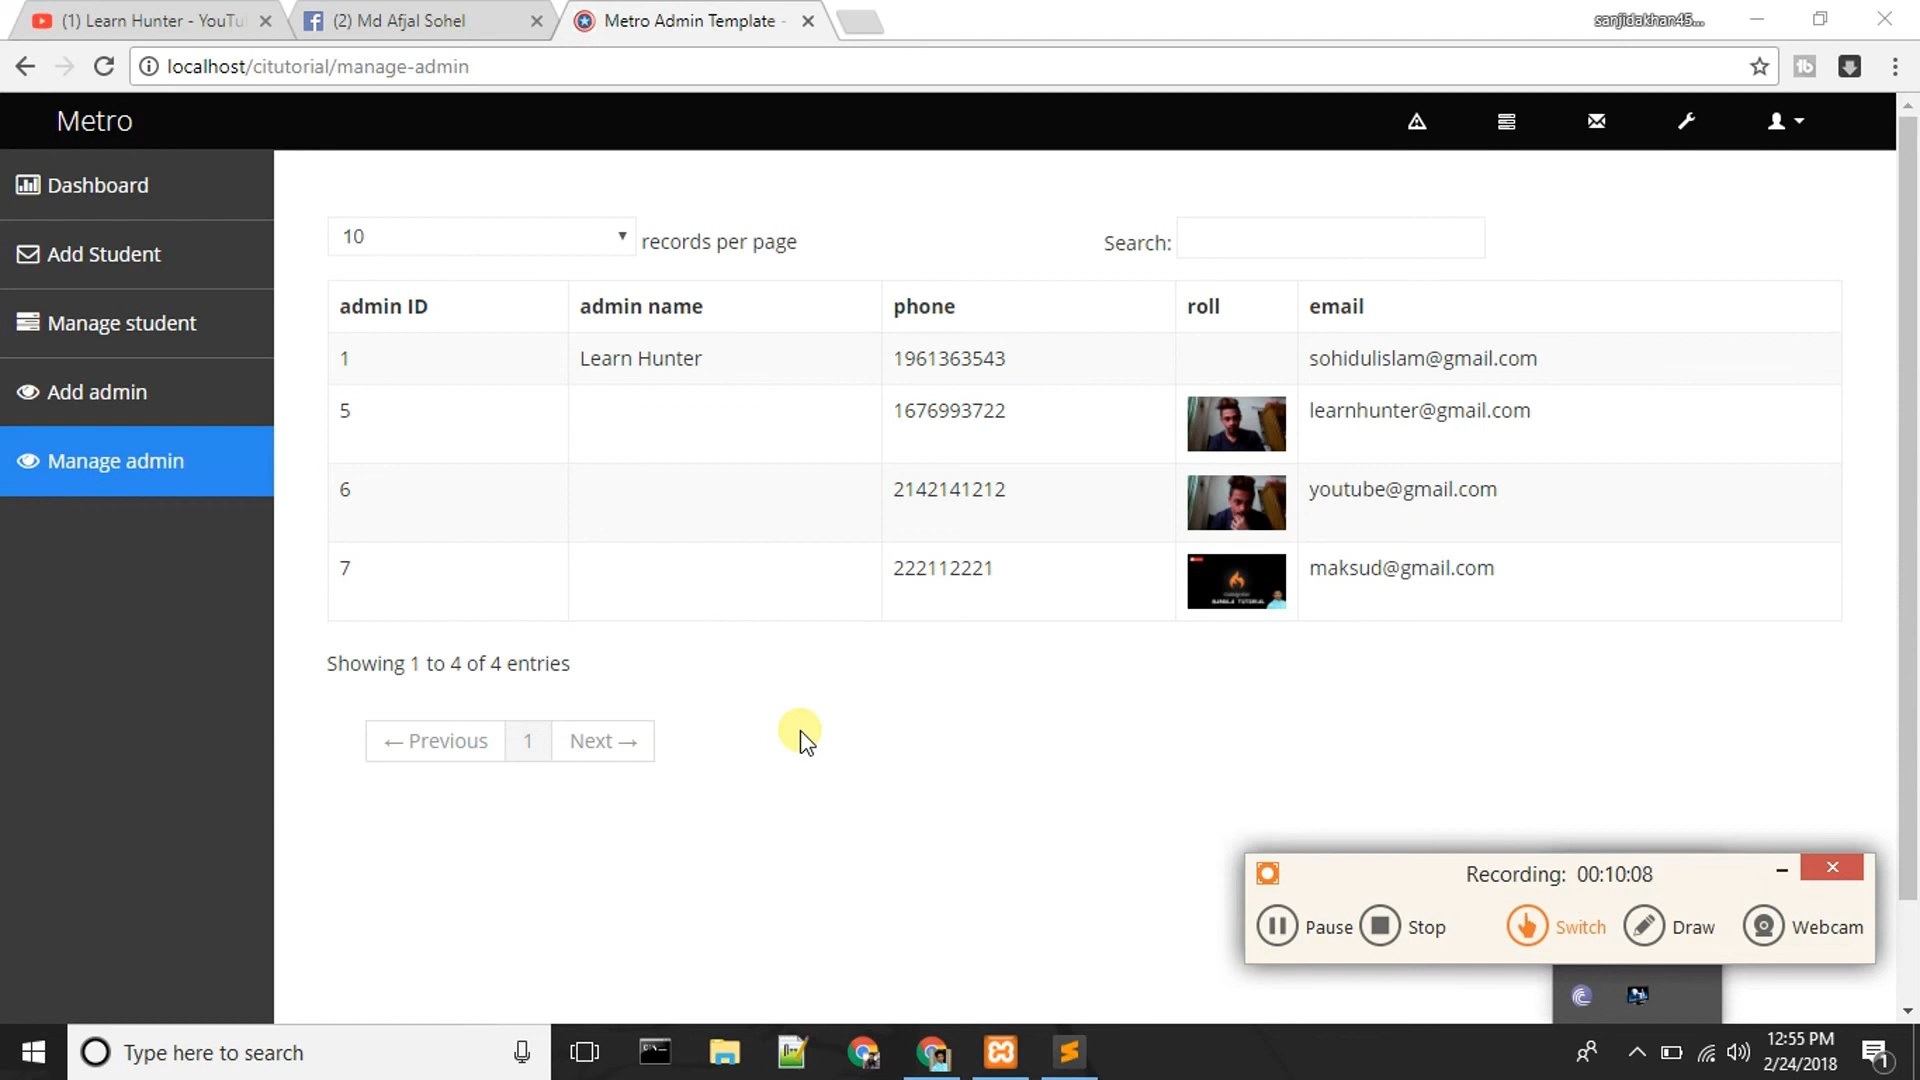 (1) Learn Hunter - YouTu
(2) Md Afjal Sohel
Metro Admin Template -
sanjidakhan45...
localhost/citutorial/manage-admin
Metro
Dashboard
Add Student
Manage student
Add admin
Manage admin
10 records per page
Search:
admin ID admin name phone roll email
1 Learn Hunter 1961363543 sohidulislam@gmail.com
5 1676993722 learnhunter@gmail.com
6 2142141212 youtube@gmail.com
7 222112221 maksud@gmail.com
BANGLA TUTORIAL
Showing 1 to 4 of 4 entries
← Previous 1 Next →
Recording: 00:10:08
Pause Stop Switch Draw Webcam
Type here to search
12:55 PM
2/24/2018
1